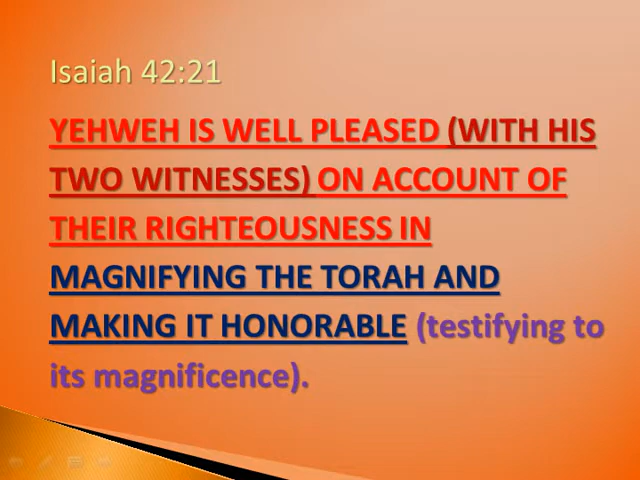 Isaiah 42:21
YEHWEH IS WELL PLEASED (WITH HIS
TWO WITNESSES) ON ACCOUNT OF
THEIR RIGHTEOUSNESS IN
MAGNIFYING THE TORAH AND
MAKING IT HONORABLE (testifying to
its magnificence).